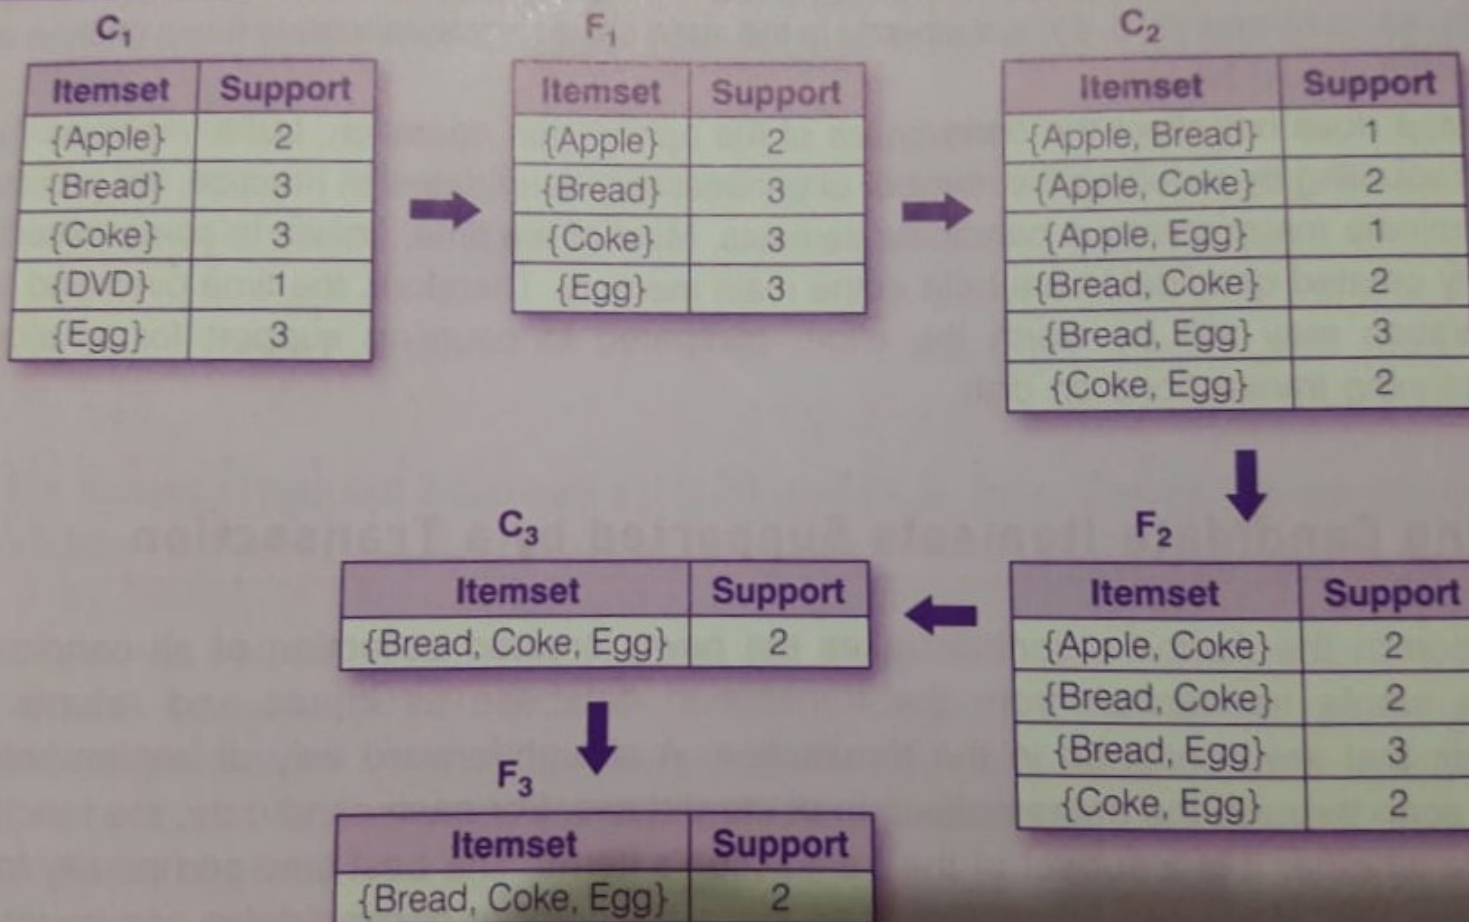 C₁
Itemset Support
{Apple} 2
{Bread} 3
{Coke} 3
{DVD} 1
{Egg} 3
F₁
Itemset Support
{Apple} 2
{Bread} 3
{Coke} 3
{Egg} 3
C₂
Itemset Support
{Apple, Bread} 1
{Apple, Coke} 2
{Apple, Egg} 1
{Bread, Coke} 2
{Bread, Egg} 3
{Coke, Egg} 2
F₂
Itemset Support
{Apple, Coke} 2
{Bread, Coke} 2
{Bread, Egg} 3
{Coke, Egg} 2
C₃
Itemset Support
{Bread, Coke, Egg} 2
F₃
Itemset Support
{Bread, Coke, Egg} 2